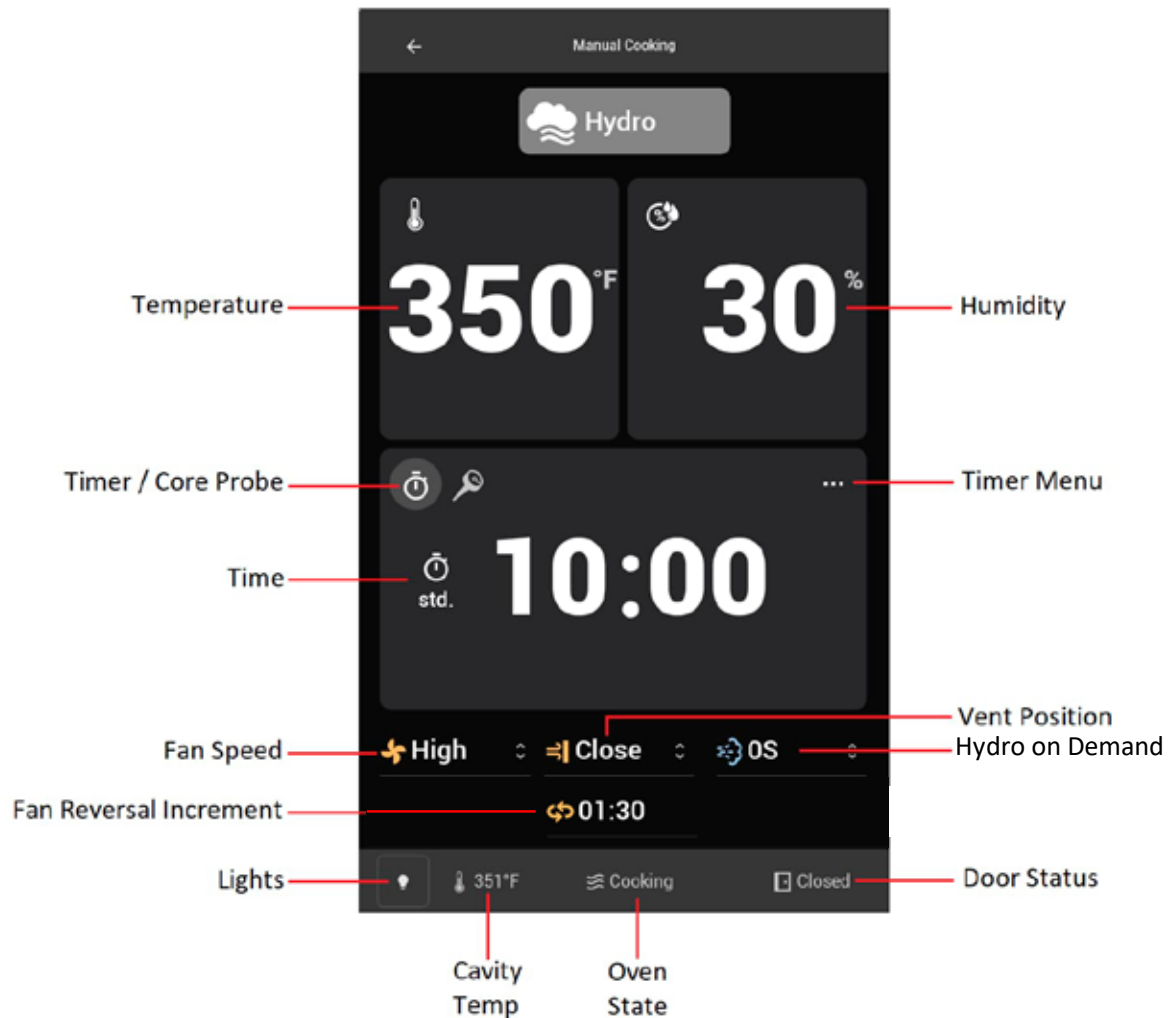 Manual Cooking
Hydro
Temperature
350°F
30%
Humidity
Timer / Core Probe
Timer Menu
Time
std.
10:00
Vent Position
Fan Speed
High
Close
0S
Hydro on Demand
Fan Reversal Increment
01:30
Lights
351°F
Cooking
Closed
Door Status
Cavity
Temp
Oven
State